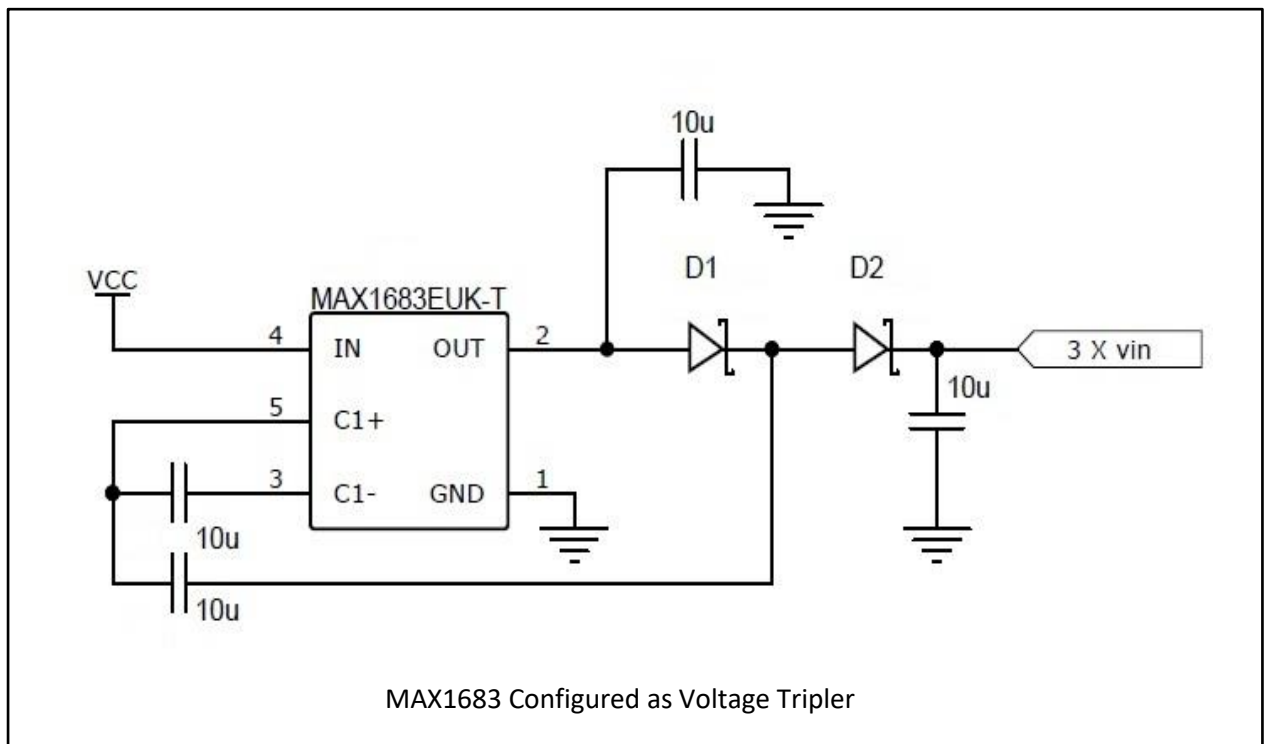 10u
D1 D2
VCC
MAX1683EUK-T
4 IN OUT 2
3 X vin
10u
5 C1+
3 C1- GND 1
10u
10u
MAX1683 Configured as Voltage Tripler